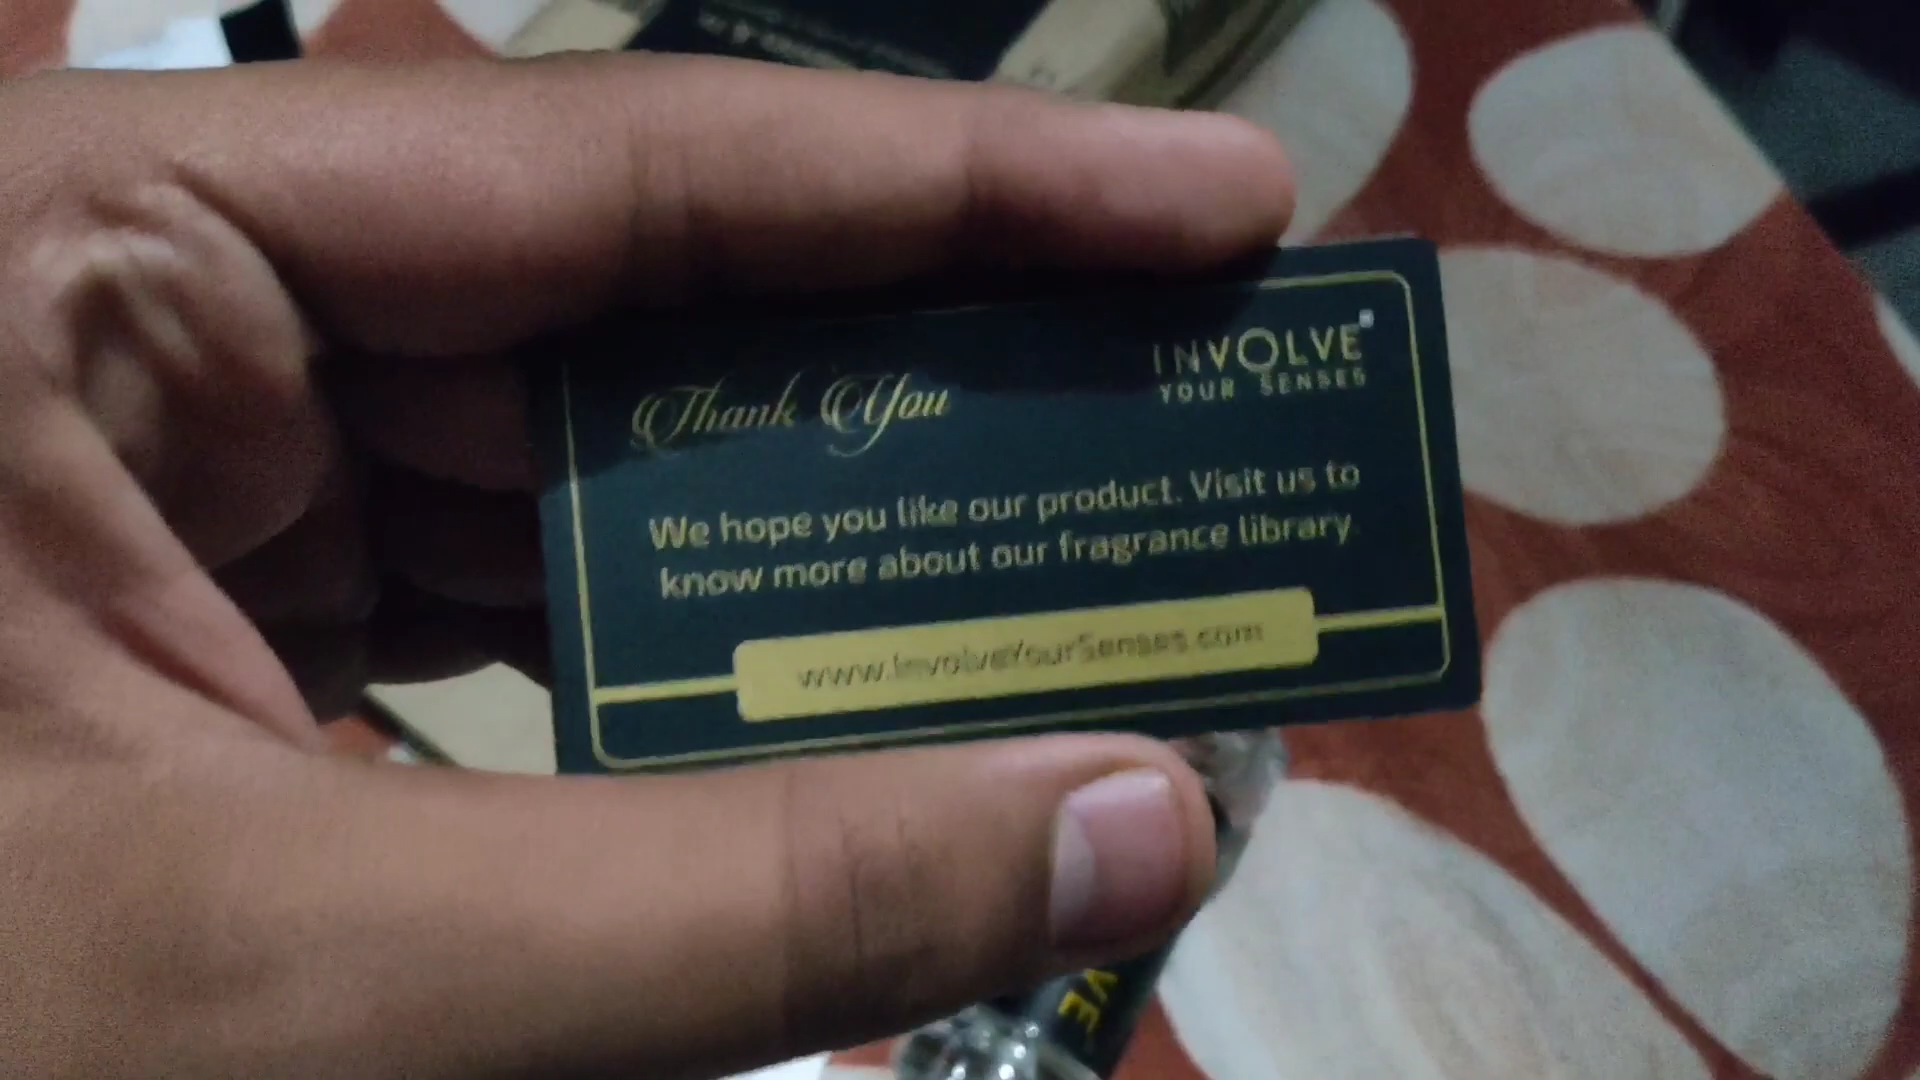 Thank You
INVOLVE
YOUR SENSES
We hope you like our product. Visit us to
know more about our fragrance library.
www.InvolveYourSenses.com
VE